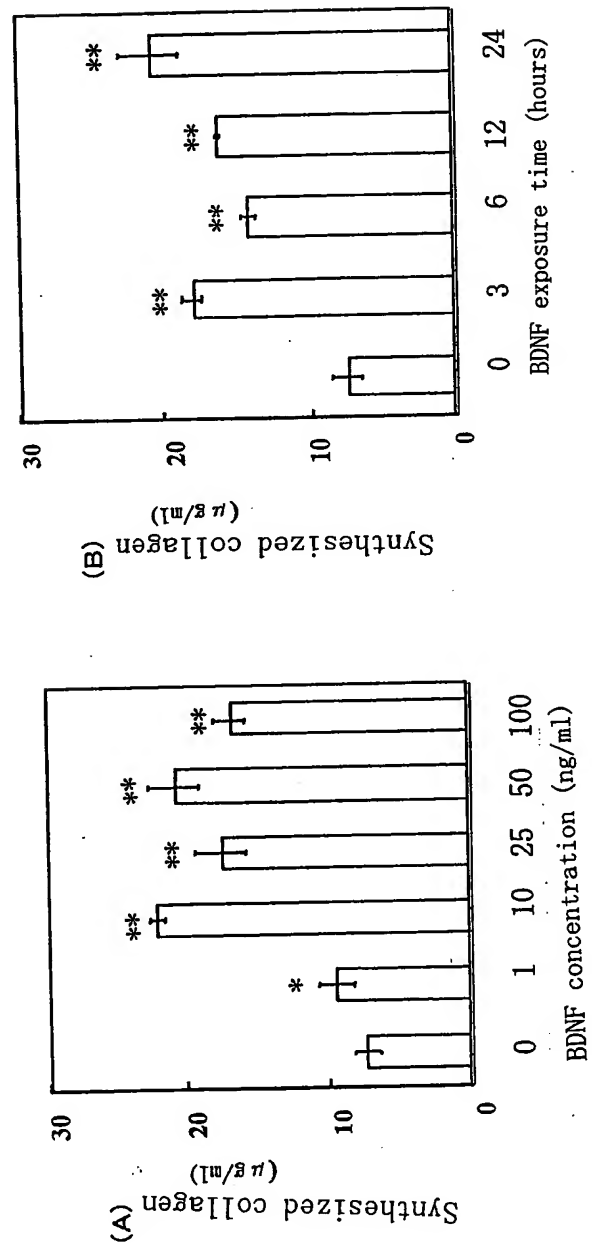 (A)
Synthesized collagen
(μg/ml)
30
20
10
0
*
**
**
**
**
0 1 10 25 50 100
BDNF concentration (ng/ml)
(B)
Synthesized collagen
(μg/ml)
30
20
10
0
**
**
**
**
0 3 6 12 24
BDNF exposure time (hours)